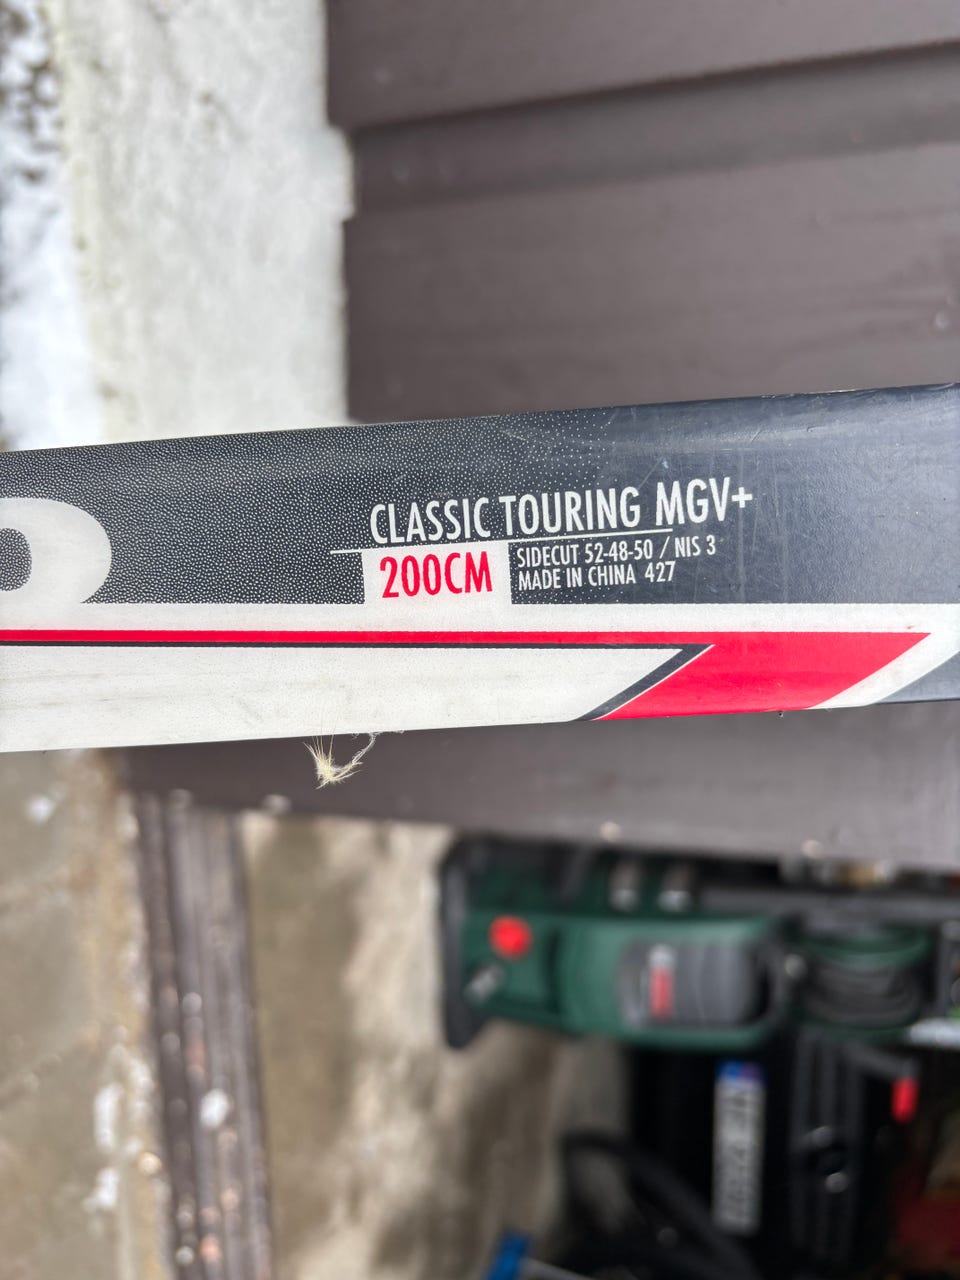 CLASSIC TOURING MGV+
200CM
SIDECUT 52-48-50 / NIS 3
MADE IN CHINA 427